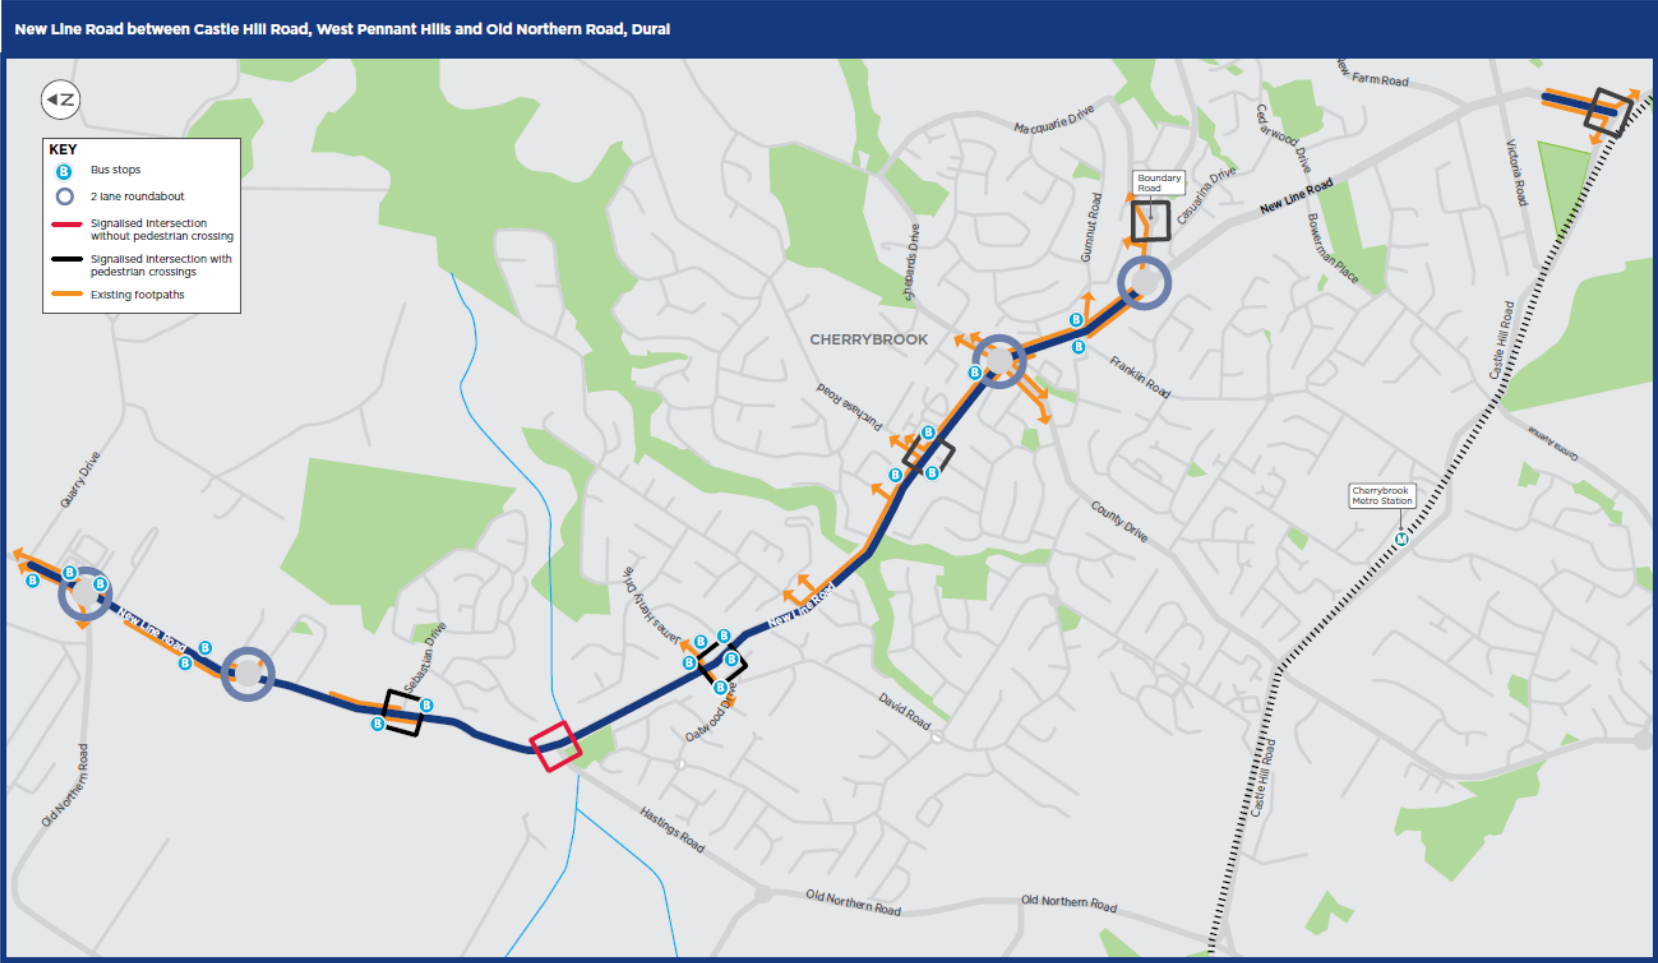 New Line Road between Castle Hill Road, West Pennant Hills and Old Northern Road, Dural
Z
KEY
B Bus stops
2 lane roundabout
Signalised Intersection
without pedestrian crossing
Signalised Intersection with
pedestrian crossings
Existing footpaths
New Farm Road
Macquarie Drive
Cedarwood Drive
Victoria Road
Boundary
Road
Casuarina Drive
New Line Road
Gumnut Road
Bowerman Place
Shepards Drive
CHERRYBROOK
B
B
B
Franklin Road
Castle Hill Road
Purchase Road
B
B
B
Quarry Drive
Cherrybrook
Metro Station
M
County Drive
B
B
B
New Line Road
James Henty Drive
New Line Road
B
B
B
B
B
B
B
Sebastian Drive
B
B
Oatwood Drive
David Road
Old Northern Road
Castle Hill Road
Hastings Road
Old Northern Road
Old Northern Road